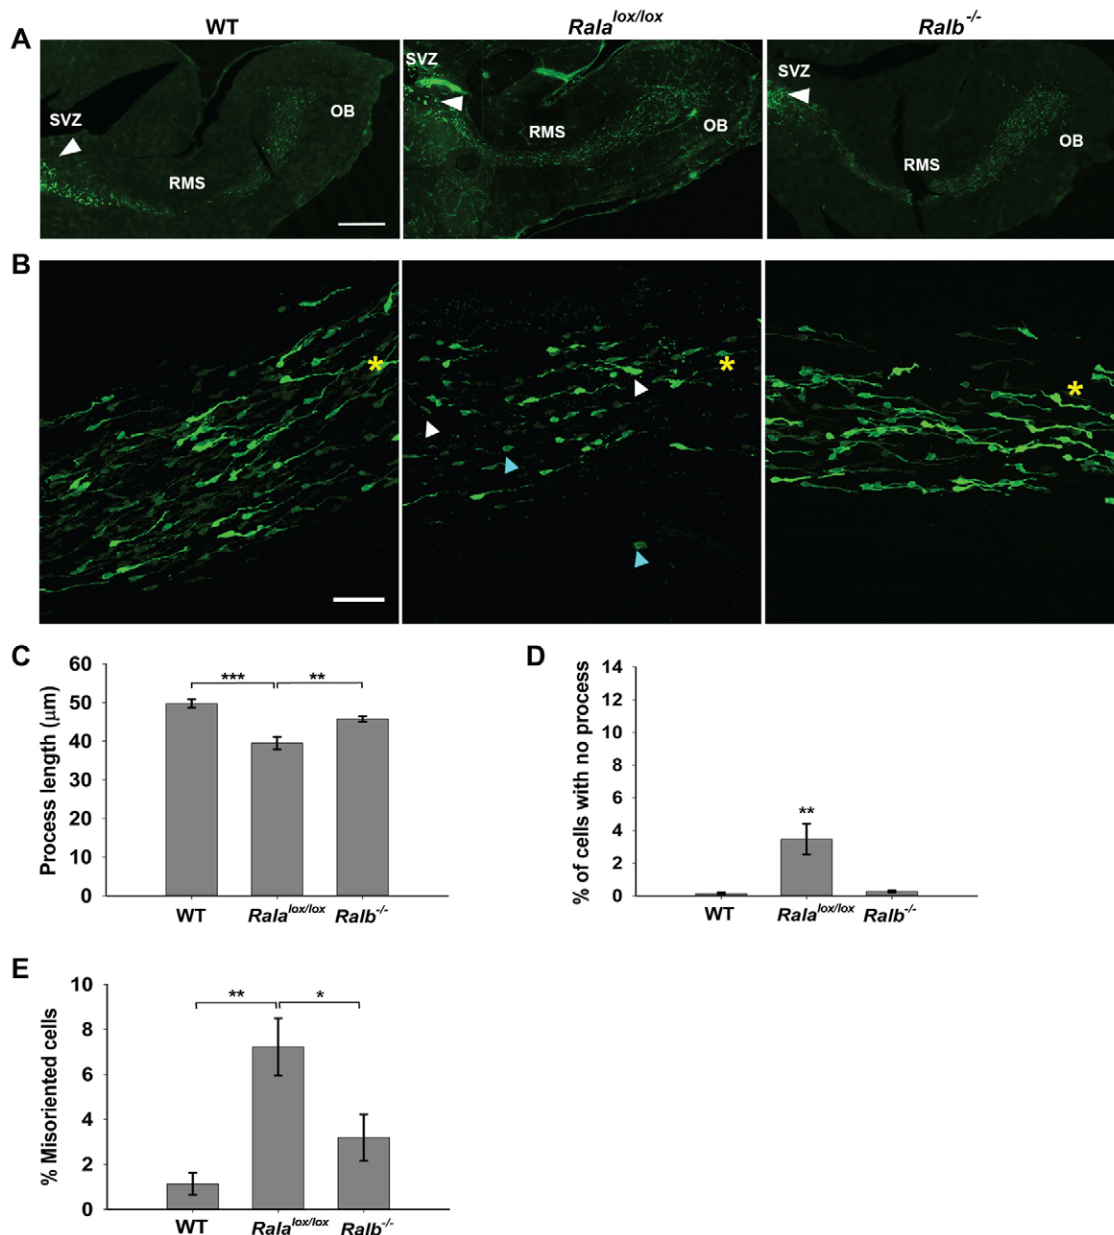 WT Rala^lox/lox Ralb^-/-
A
SVZ RMS OB
SVZ RMS OB
SVZ RMS OB
B
* * *
C
Process length (μm)
60
50
40
30
20
10
0
*** **
WT Rala^lox/lox Ralb^-/-
D
% of cells with no process
14
12
10
8
6
4
2
0
**
WT Rala^lox/lox Ralb^-/-
E
% Misoriented cells
10
8
6
4
2
0
** *
WT Rala^lox/lox Ralb^-/-